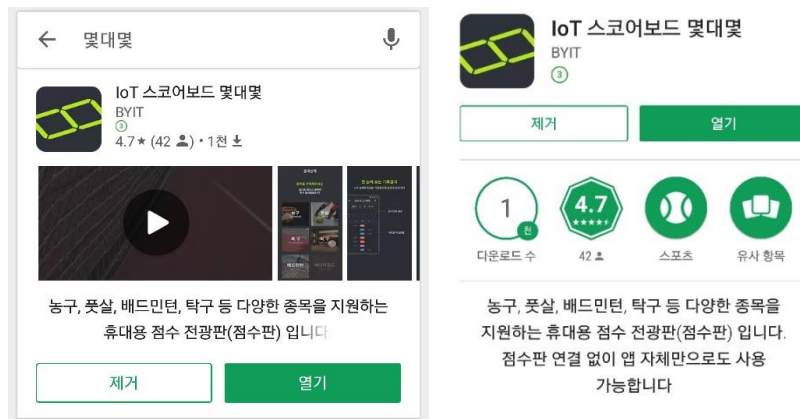 몇대몇
IoT 스코어보드 몇대몇
BYIT
3
4.7★ (42) • 1천
농구, 풋살, 배드민턴, 탁구 등 다양한 종목을 지원하는
휴대용 점수 전광판(점수판) 입니다
제거
열기
IoT 스코어보드 몇대몇
BYIT
3
제거
열기
1
천
다운로드 수
4.7
42
스포츠
유사 항목
농구, 풋살, 배드민턴, 탁구 등 다양한 종목을
지원하는 휴대용 점수 전광판(점수판) 입니다.
점수판 연결 없이 앱 자체만으로도 사용
가능합니다